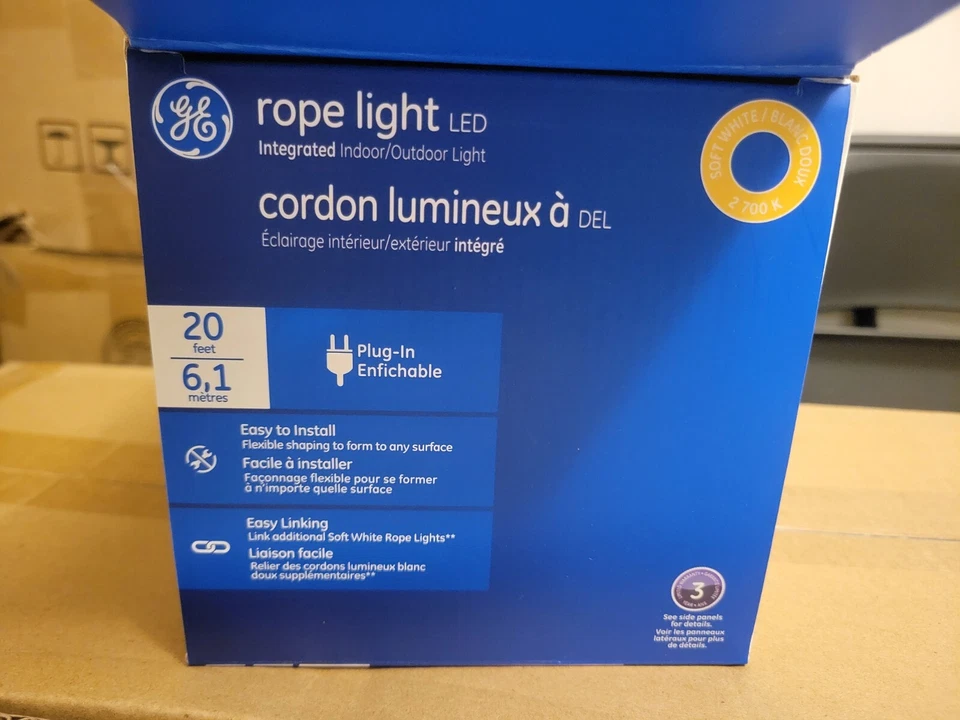 GE
rope light LED
Integrated Indoor/Outdoor Light
cordon lumineux à DEL
Éclairage intérieur/extérieur intégré
SOFT WHITE / BLANC DOUX
2 700 K
20
feet
6,1
mètres
Plug-In
Enfichable
Easy to Install
Flexible shaping to form to any surface
Facile à installer
Façonnage flexible pour se former
à n'importe quelle surface
Easy Linking
Link additional Soft White Rope Lights**
Liaison facile
Relier des cordons lumineux blanc
doux supplémentaires**
3
See side panels
for details.
Voir les panneaux
latéraux pour plus
de détails.